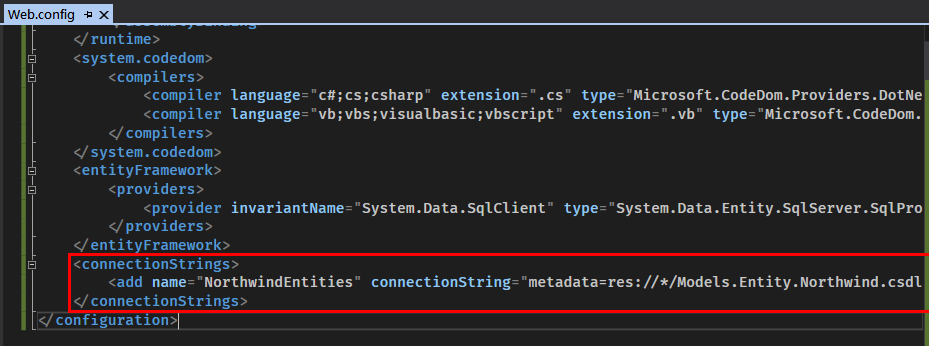 Web.config
</runtime>
<system.codedom>
<compilers>
<compiler language="c#;cs;csharp" extension=".cs" type="Microsoft.CodeDom.Providers.DotNe
<compiler language="vb;vbs;visualbasic;vbscript" extension=".vb" type="Microsoft.CodeDom.
</compilers>
</system.codedom>
<entityFramework>
<providers>
<provider invariantName="System.Data.SqlClient" type="System.Data.Entity.SqlServer.SqlPro
</providers>
</entityFramework>
<connectionStrings>
<add name="NorthwindEntities" connectionString="metadata=res://*/Models.Entity.Northwind.csdl
</connectionStrings>
</configuration>